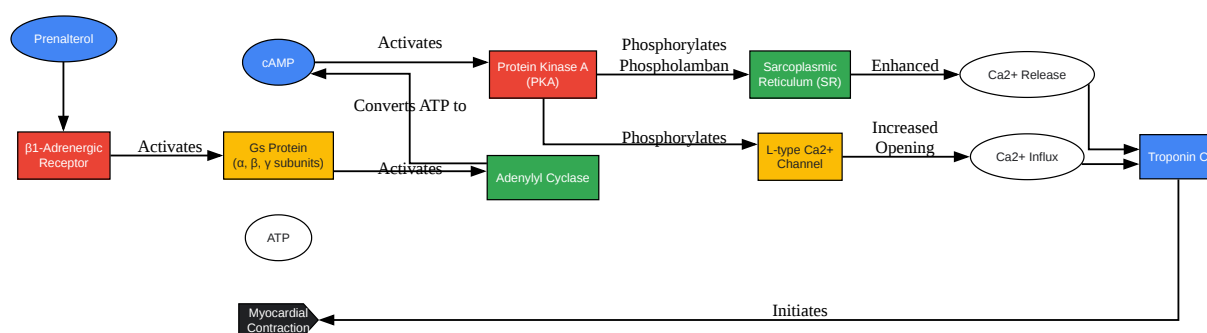 Prenalterol
β1-Adrenergic
Receptor
Activates
Gs Protein
(α, β, γ subunits)
Activates
cAMP
Activates
Converts ATP to
Adenylyl Cyclase
Protein Kinase A
(PKA)
Phosphorylates
Phospholamban
Sarcoplasmic
Reticulum (SR)
Enhanced
Ca2+ Release
Phosphorylates
L-type Ca2+
Channel
Increased
Opening
Ca2+ Influx
Troponin C
ATP
Initiates
Myocardial
Contraction